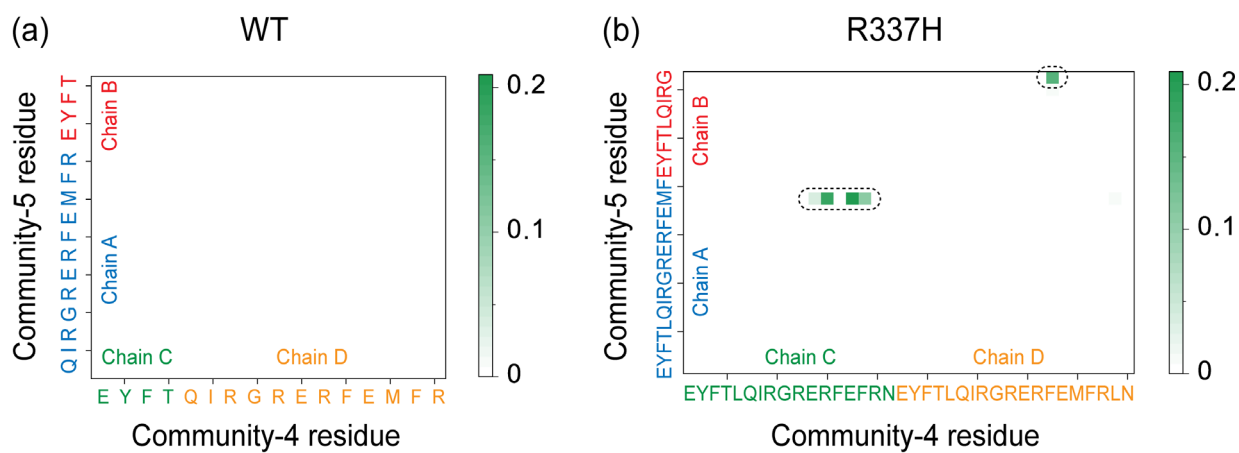 (a)
WT
Community-5 residue
Q I R G R E R F E M F R E Y F T
Chain B
Chain A
Chain C
Chain D
E Y F T Q I R G R E R F E M F R
Community-4 residue
0.2
0.1
0
(b)
R337H
Community-5 residue
EYFTLQIRGRERFEMFEYFTLQIRG
Chain B
Chain A
Chain C
Chain D
EYFTLQIRGRERFEFRNEYFTLQIRGRERFEMFRLN
Community-4 residue
0.2
0.1
0